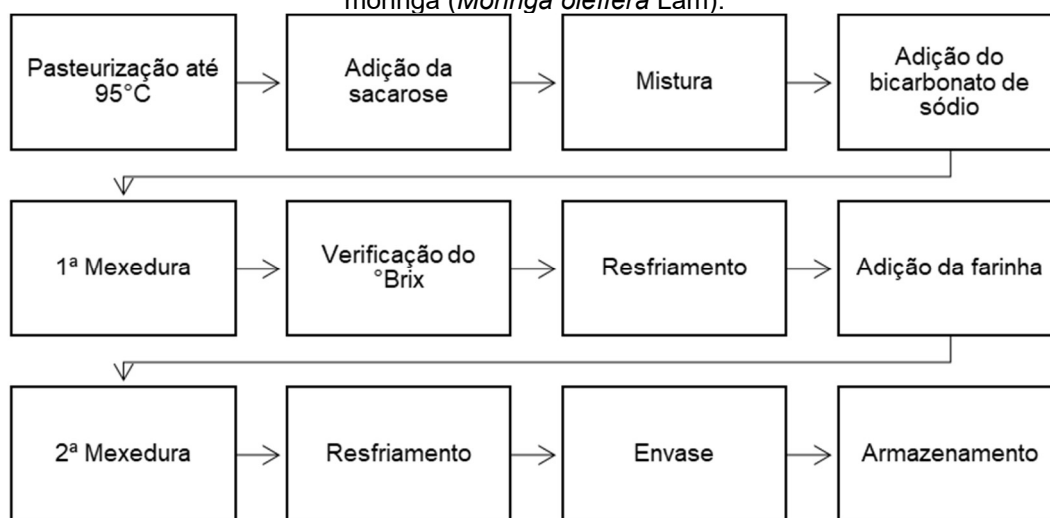 moringa (Moringa oleifera Lam).
Pasteurização até
95°C
Adição da
sacarose
Mistura
Adição do
bicarbonato de
sódio
1ª Mexedura
Verificação do
°Brix
Resfriamento
Adição da farinha
2ª Mexedura
Resfriamento
Envase
Armazenamento